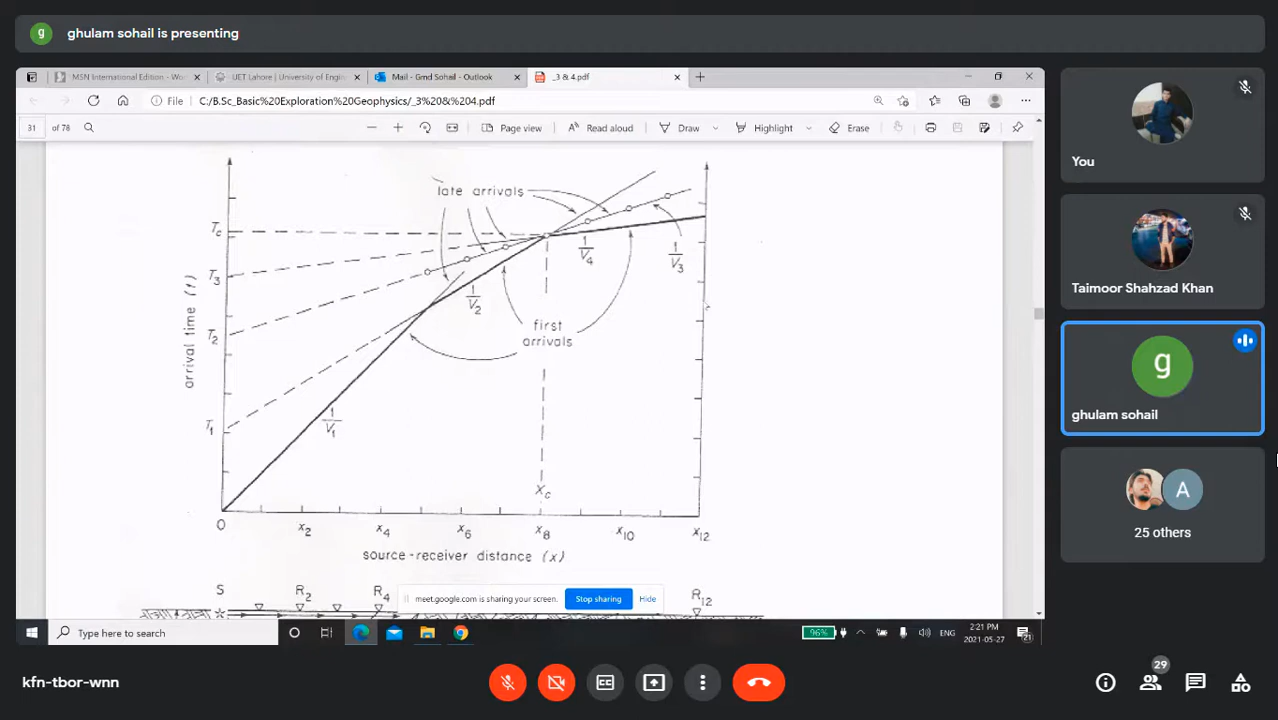 g
ghulam sohail is presenting
MSN International Edition - Wo
UET Lahore | University of Engin
Mail - Gmd Sohail - Outlook
_3 & 4.pdf
File
C:/B.Sc_Basic%20Exploration%20Geophysics/_3%20&%204.pdf
31
of 78
Page view
Read aloud
Draw
Highlight
Erase
late arrivals
Tc
T3
T2
T1
arrival time (t)
1/V4
1/V3
1/V2
first
arrivals
1/V1
Xc
0
x2
x4
x6
x8
x10
x12
source-receiver distance (x)
S
R2
R4
R12
meet.google.com is sharing your screen.
Stop sharing
Hide
Type here to search
96%
ENG
2:21 PM
2021-05-27
21
You
Taimoor Shahzad Khan
g
ghulam sohail
A
25 others
kfn-tbor-wnn
CC
29